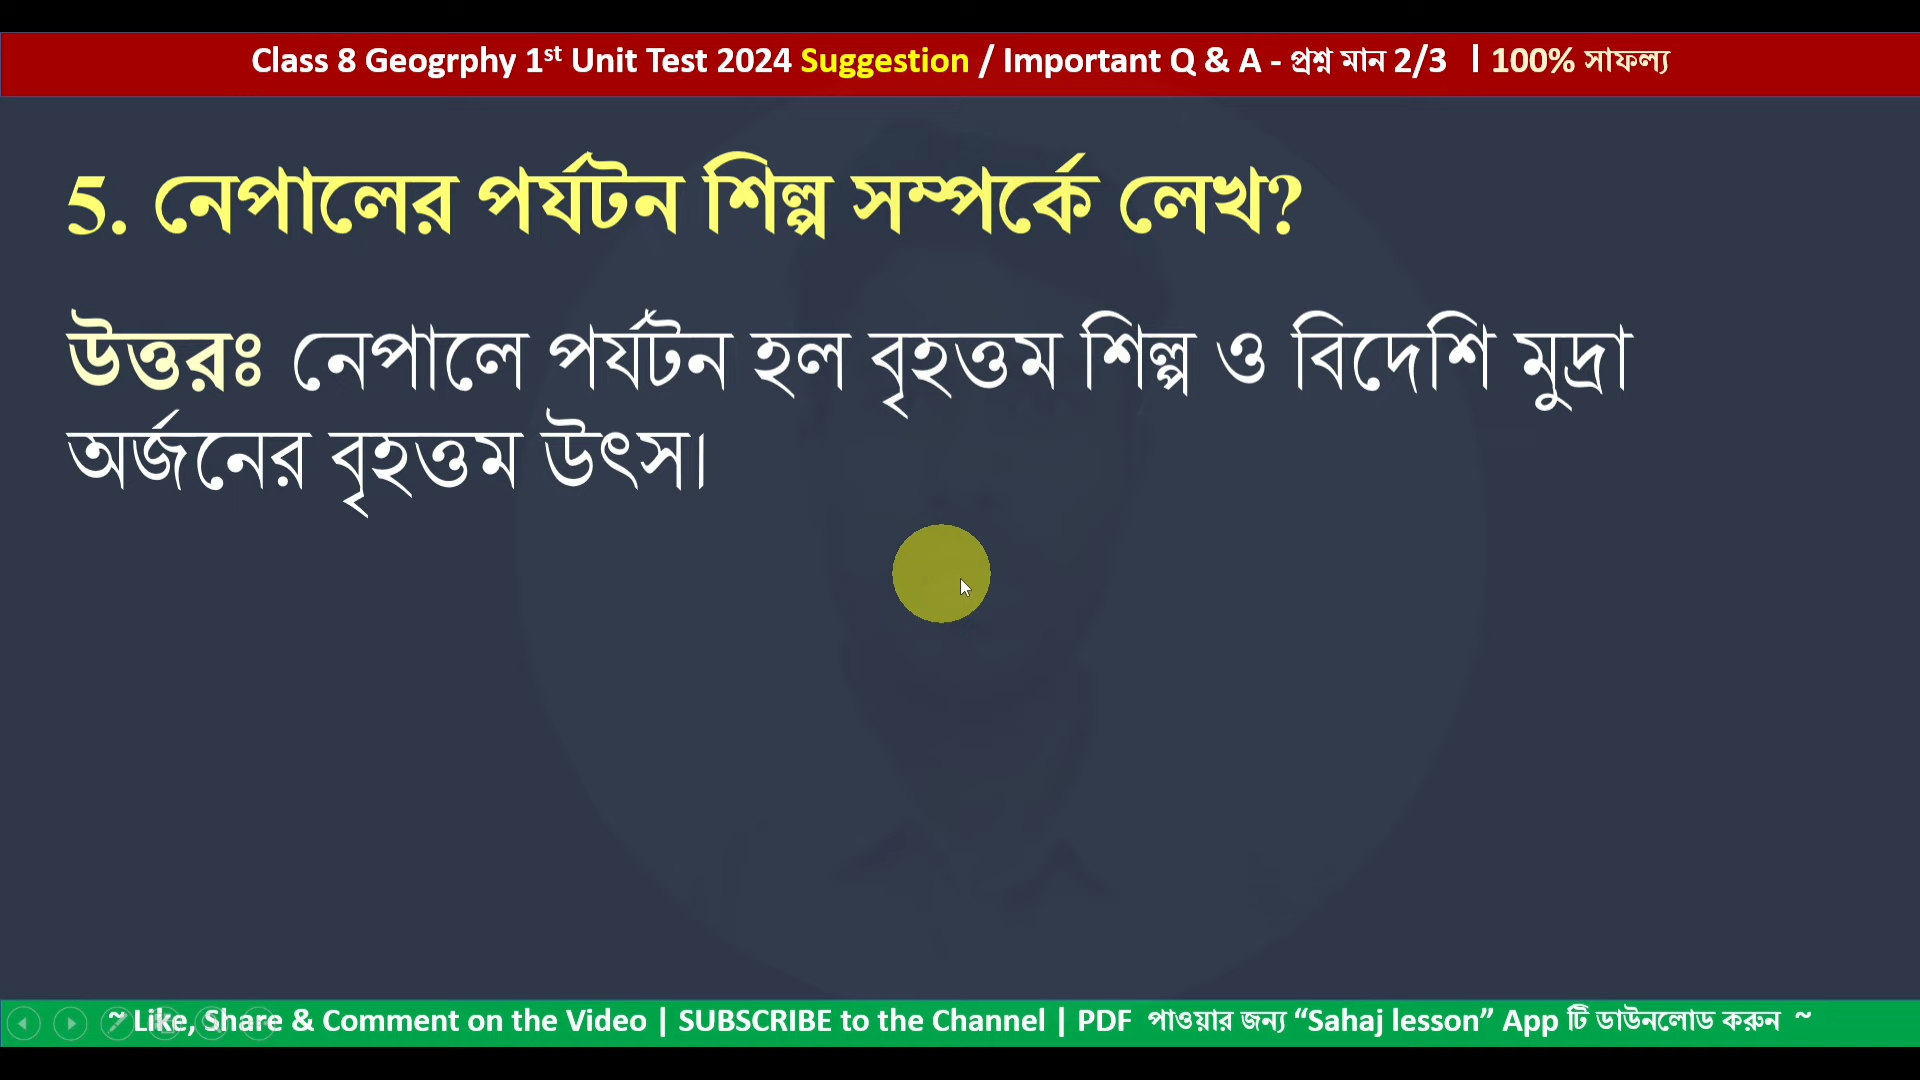 Class 8 Geogrphy 1st Unit Test 2024 Suggestion / Important Q & A - প্রশ্ন মান 2/3 | 100% সাফল্য
5. নেপালের পর্যটন শিল্প সম্পর্কে লেখ?
উত্তরঃ নেপালে পর্যটন হল বৃহত্তম শিল্প ও বিদেশি মুদ্রা
অর্জনের বৃহত্তম উৎস।
~ Like, Share & Comment on the Video | SUBSCRIBE to the Channel | PDF পাওয়ার জন্য “Sahaj lesson” App টি ডাউনলোড করুন ~